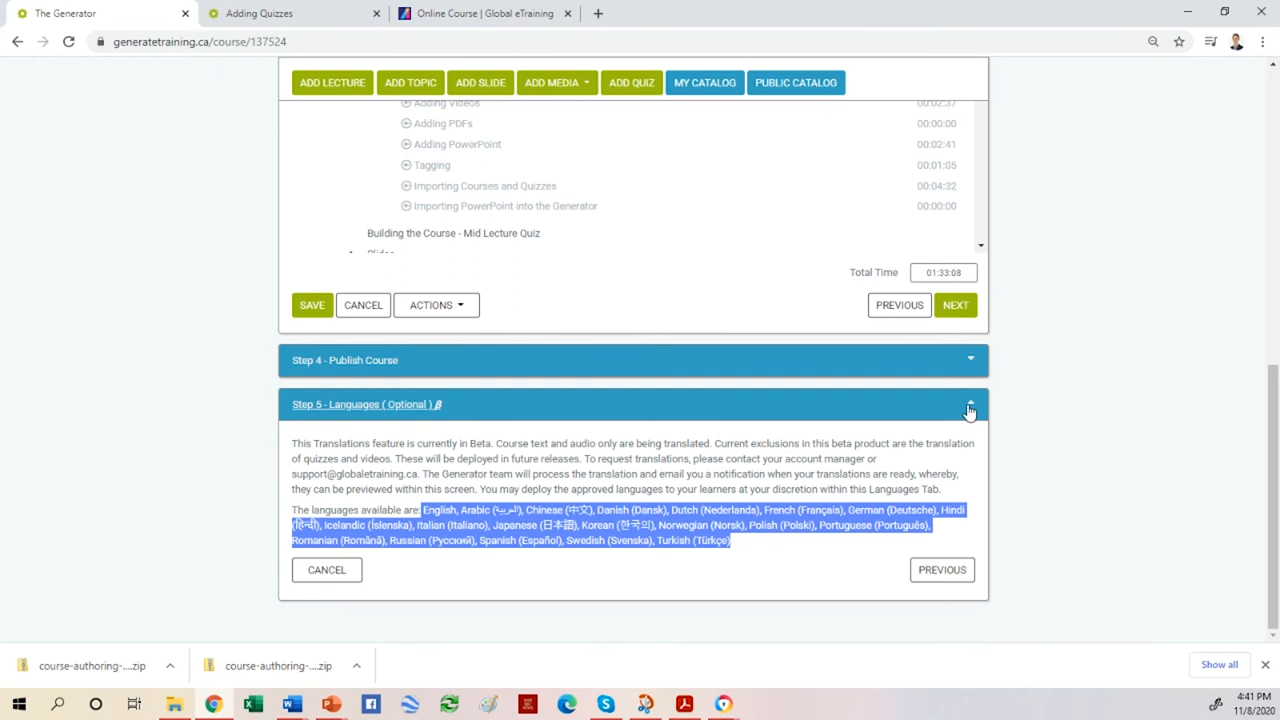 The Generator
Adding Quizzes
Online Course | Global eTraining
generatetraining.ca/course/137524
ADD LECTURE
ADD TOPIC
ADD SLIDE
ADD MEDIA
ADD QUIZ
MY CATALOG
PUBLIC CATALOG
Adding Videos 00:02:37
Adding PDFs 00:00:00
Adding PowerPoint 00:02:41
Tagging 00:01:05
Importing Courses and Quizzes 00:04:32
Importing PowerPoint into the Generator 00:00:00
Building the Course - Mid Lecture Quiz
Slides
Total Time 01:33:08
SAVE
CANCEL
ACTIONS
PREVIOUS
NEXT
Step 4 - Publish Course
Step 5 - Languages ( Optional ) β
This Translations feature is currently in Beta. Course text and audio only are being translated. Current exclusions in this beta product are the translation
of quizzes and videos. These will be deployed in future releases. To request translations, please contact your account manager or
support@globaletraining.ca. The Generator team will process the translation and email you a notification when your translations are ready, whereby,
they can be previewed within this screen. You may deploy the approved languages to your learners at your discretion within this Languages Tab.
The languages available are: English, Arabic (العربية), Chinese (中文), Danish (Dansk), Dutch (Nederlands), French (Français), German (Deutsche), Hindi
(हिन्दी), Icelandic (Íslenska), Italian (Italiano), Japanese (日本語), Korean (한국의), Norwegian (Norsk), Polish (Polski), Portuguese (Português),
Romanian (Română), Russian (Русский), Spanish (Español), Swedish (Svenska), Turkish (Türkçe)
CANCEL
PREVIOUS
course-authoring-....zip
course-authoring-....zip
Show all
4:41 PM
11/8/2020